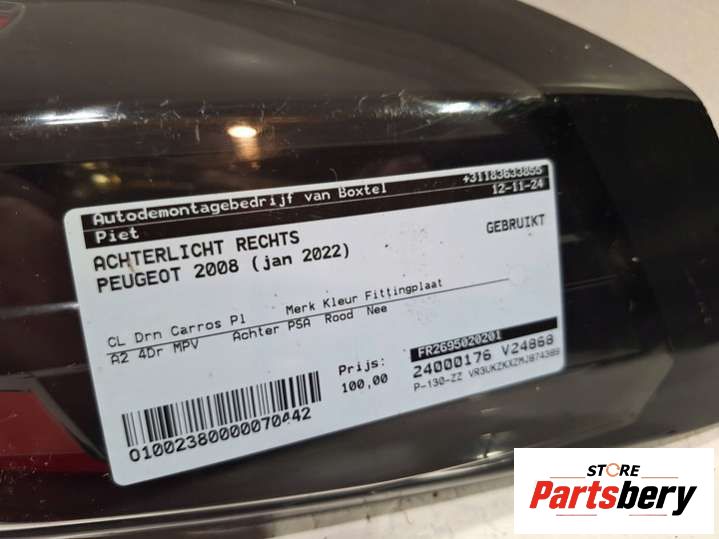 Autodemontagebedrijf van Boxtel +31183633855
Piet 12-11-24
ACHTERLICHT RECHTS GEBRUIKT
PEUGEOT 2008 (jan 2022)
CL Drn Carros Pl Merk Kleur Fittingplaat
A2 4Dr MPV Achter PSA Rood Nee
Prijs: FR2695020201
100,00 24000176 V24868
P-130-ZZ VR3UKZKXZMJ874388
01002380000070442
STORE
Partsbery